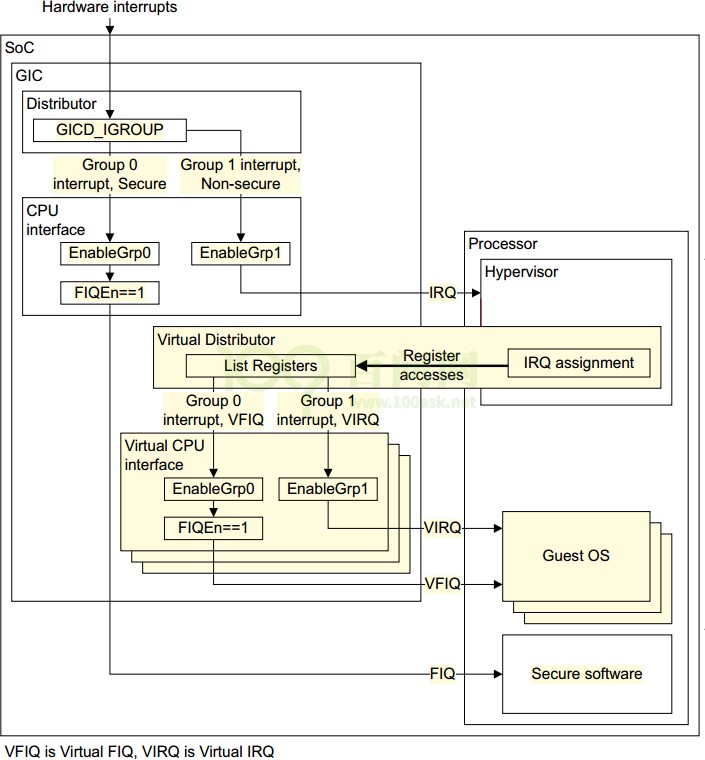 Hardware interrupts
SoC
GIC
Distributor
GICD_IGROUP
Group 0
interrupt, Secure
Group 1 interrupt,
Non-secure
CPU
interface
EnableGrp0
EnableGrp1
FIQEn==1
Processor
Hypervisor
IRQ
Virtual Distributor
List Registers
Register
accesses
IRQ assignment
百问网
www.100ask.net
Group 0
interrupt, VFIQ
Group 1
interrupt, VIRQ
Virtual CPU
interface
EnableGrp0
EnableGrp1
FIQEn==1
VIRQ
VFIQ
Guest OS
FIQ
Secure software
VFIQ is Virtual FIQ, VIRQ is Virtual IRQ